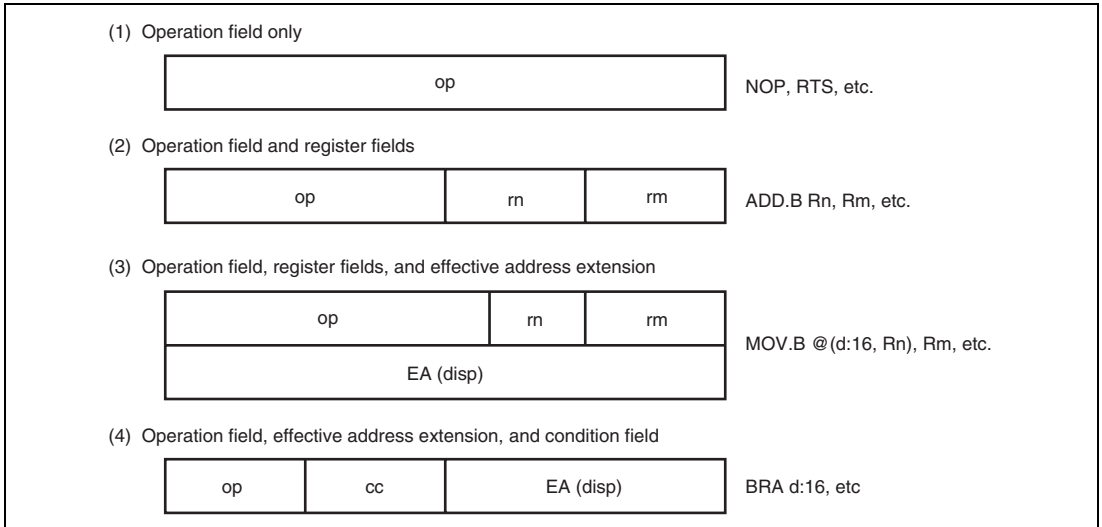 (1) Operation field only
op
NOP, RTS, etc.
(2) Operation field and register fields
op rn rm
ADD.B Rn, Rm, etc.
(3) Operation field, register fields, and effective address extension
op rn rm
MOV.B @(d:16, Rn), Rm, etc.
EA (disp)
(4) Operation field, effective address extension, and condition field
op cc EA (disp) BRA d:16, etc